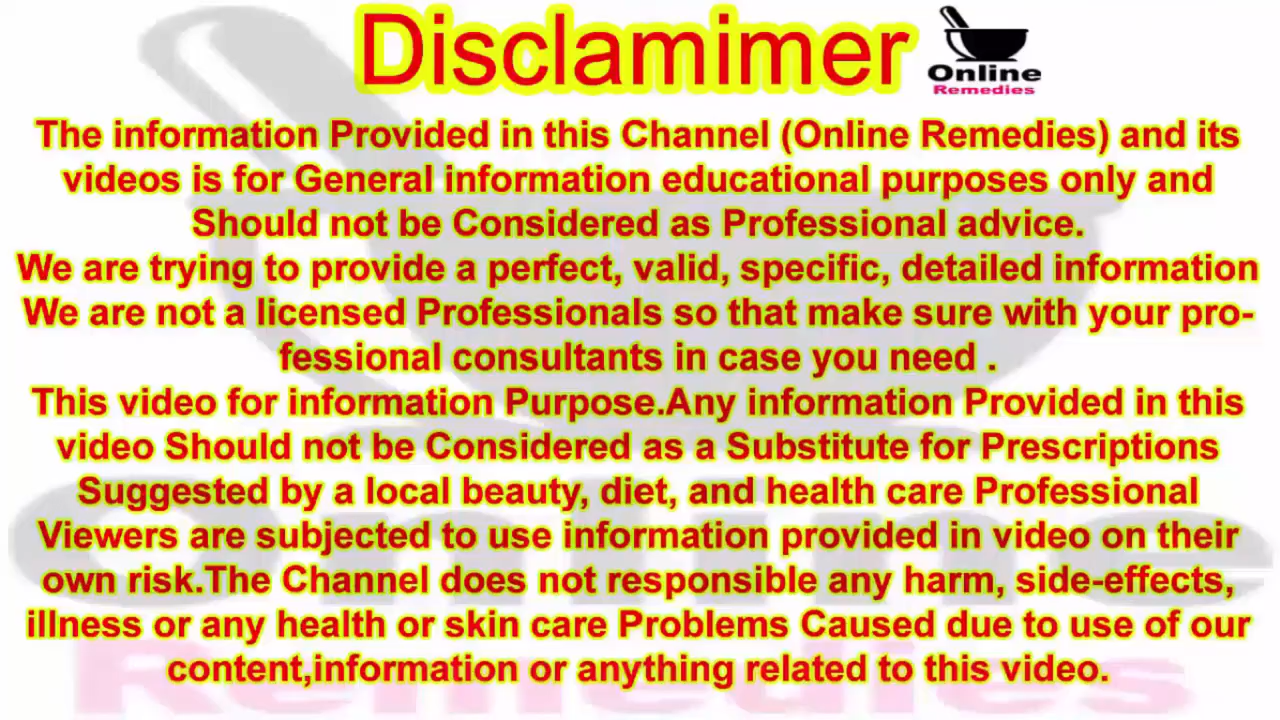 Disclamimer
Online
Remedies
The information Provided in this Channel (Online Remedies) and its
videos is for General information educational purposes only and
Should not be Considered as Professional advice.
We are trying to provide a perfect, valid, specific, detailed information
We are not a licensed Professionals so that make sure with your pro-
fessional consultants in case you need .
This video for information Purpose.Any information Provided in this
video Should not be Considered as a Substitute for Prescriptions
Suggested by a local beauty, diet, and health care Professional
Viewers are subjected to use information provided in video on their
own risk.The Channel does not responsible any harm, side-effects,
illness or any health or skin care Problems Caused due to use of our
content,information or anything related to this video.
Online
Remedies